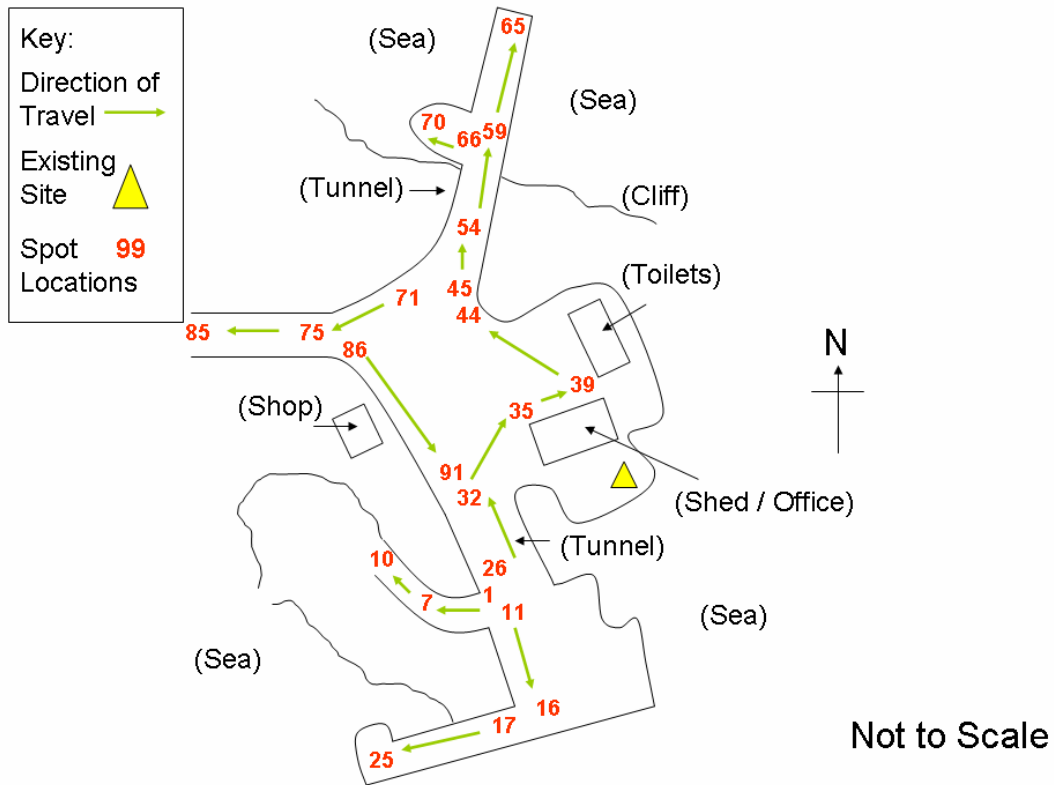 Key:
Direction of
Travel
Existing
Site
Spot 99
Locations
65
(Sea)
(Sea)
70
66
59
(Tunnel)
(Cliff)
54
(Toilets)
45
71
44
85
75
86
N
39
(Shop)
35
91
32
(Shed / Office)
(Tunnel)
10
26
1
7
11
(Sea)
(Sea)
16
17
25
Not to Scale